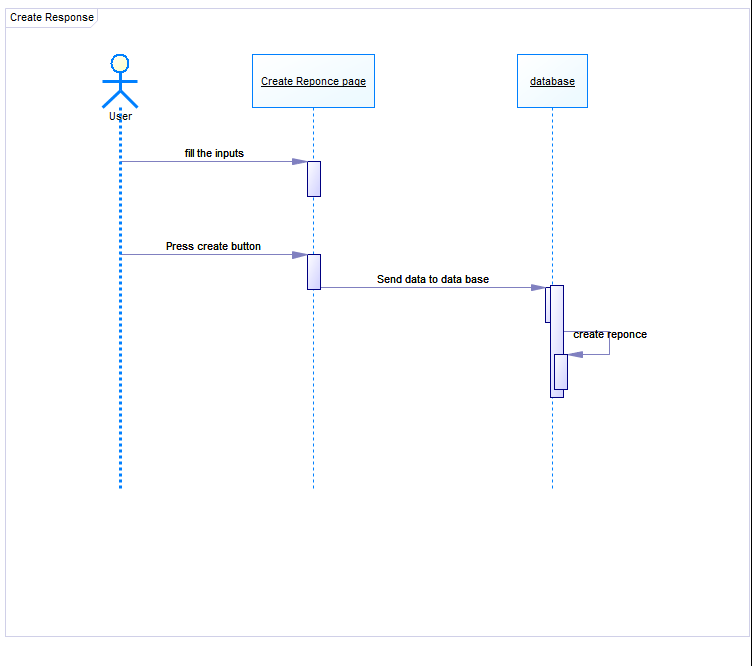 Create Response
Create Reponce page
database
User
fill the inputs
Press create button
Send data to data base
create reponce